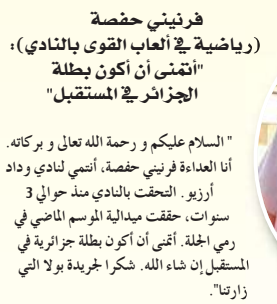 فرنيني حفصة
(رياضية في ألعاب القوى بالنادي):
"أتمنى أن أكون بطلة
الجزائر في المستقبل"
" السلام عليكم و رحمة الله تعالى و بركاته.
أنا العداءة فرنيني حفصة، أنتمي لنادي وداد
أرزيو. التحقت بالنادي منذ حوالي 3
سنوات، حققت ميدالية الموسم الماضي في
رمي الجلة. أتمنى أن أكون بطلة جزائرية في
المستقبل إن شاء الله. شكرا لجريدة بولا التي
زارتنا".